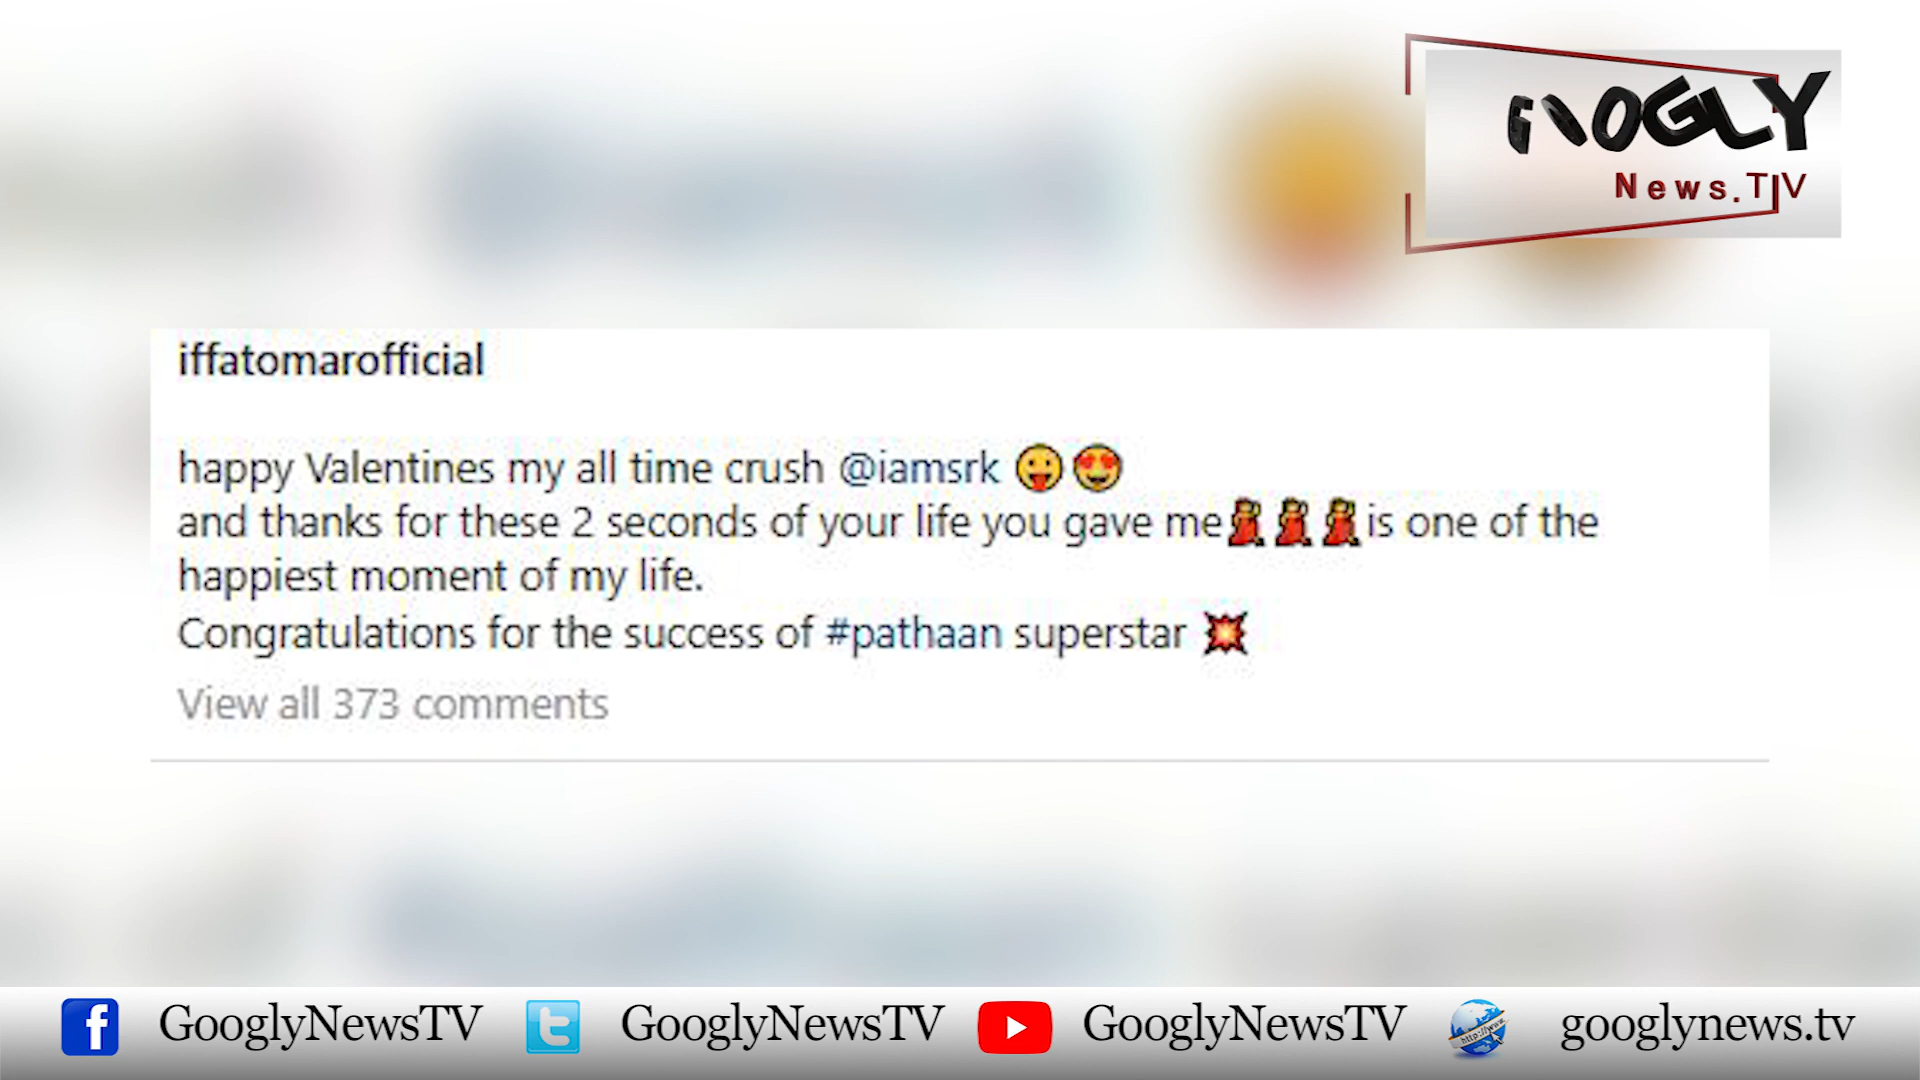 GOOGLY
News.TV
iffatomarofficial
happy Valentines my all time crush @iamsrk 😛😍
and thanks for these 2 seconds of your life you gave me💃💃💃is one of the
happiest moment of my life.
Congratulations for the success of #pathaan superstar 💥
View all 373 comments
GooglyNewsTV GooglyNewsTV GooglyNewsTV http://www. googlynews.tv